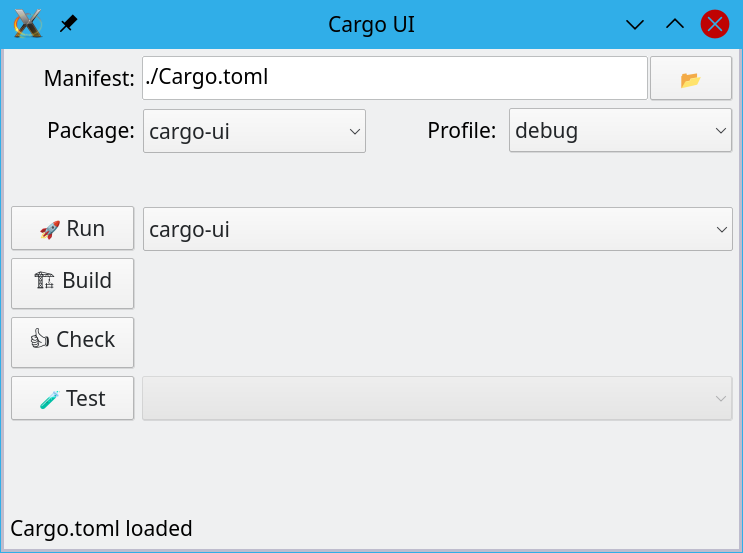 Cargo UI
Manifest: ./Cargo.toml
Package: cargo-ui Profile: debug
Run cargo-ui
Build
Check
Test
Cargo.toml loaded